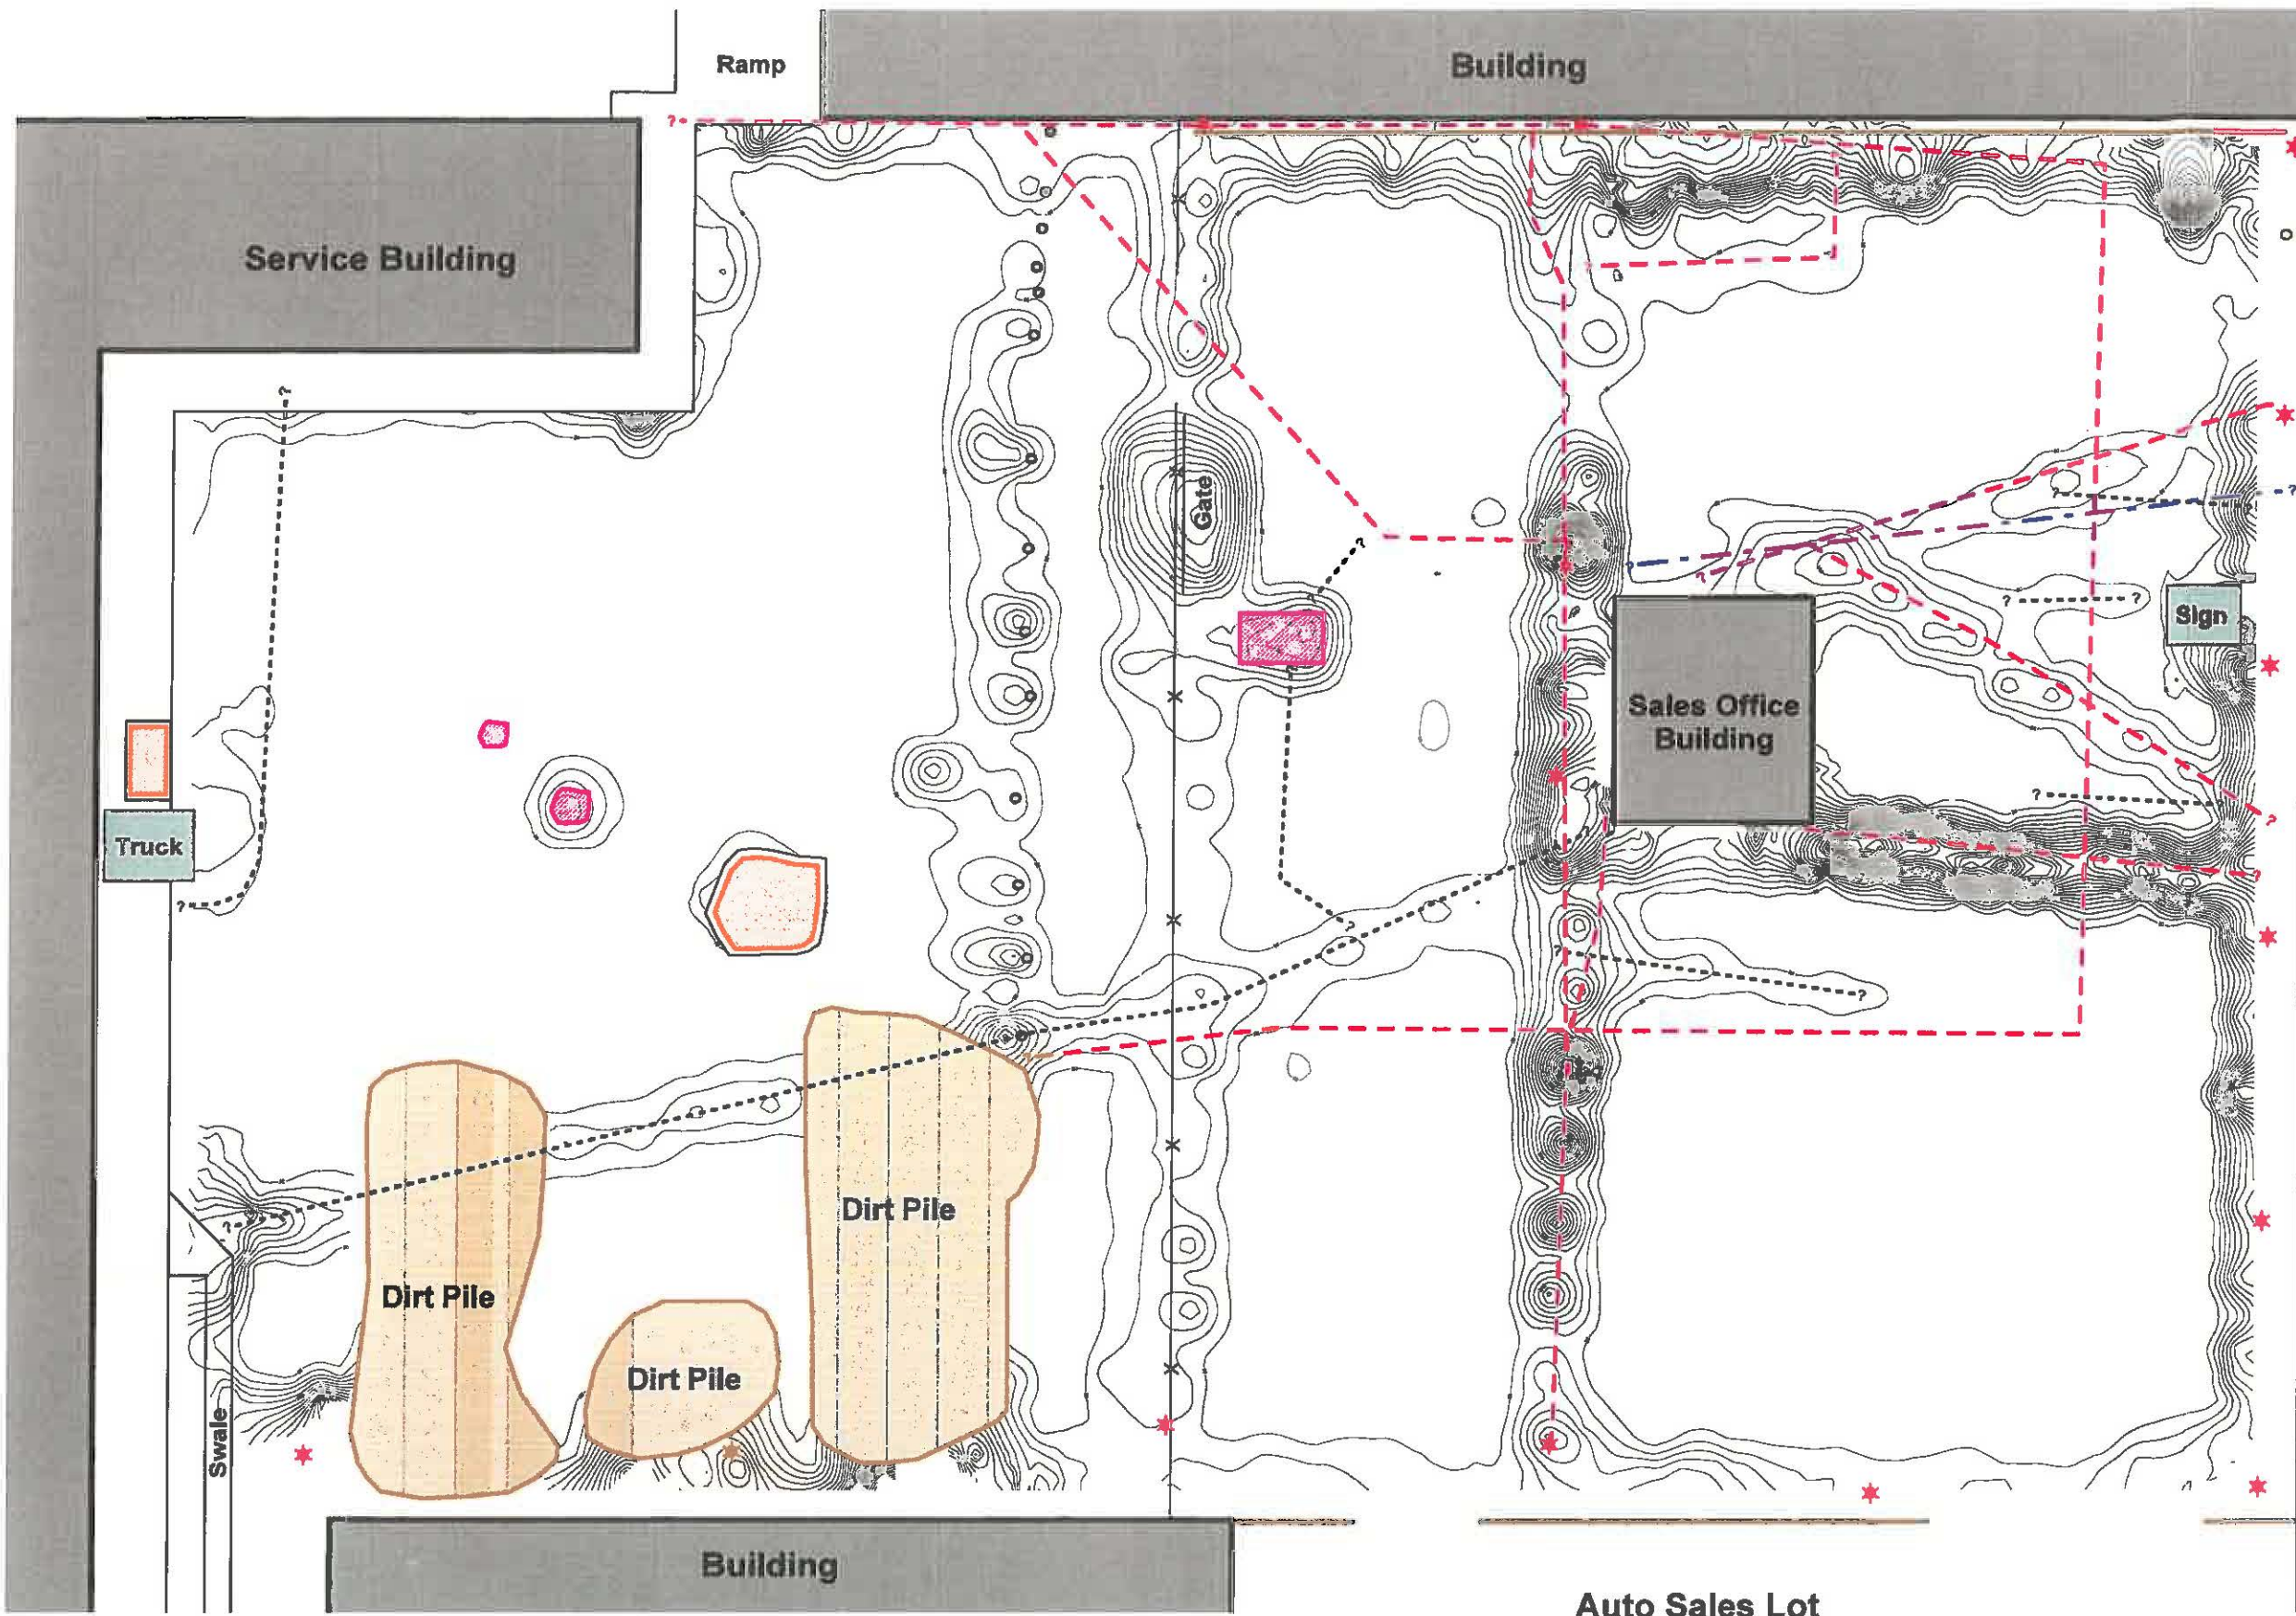 Ramp
Building
Service Building
Gate
Sign
Sales Office
Building
Truck
Dirt Pile
Dirt Pile
Dirt Pile
Swale
Building
Auto Sales Lot